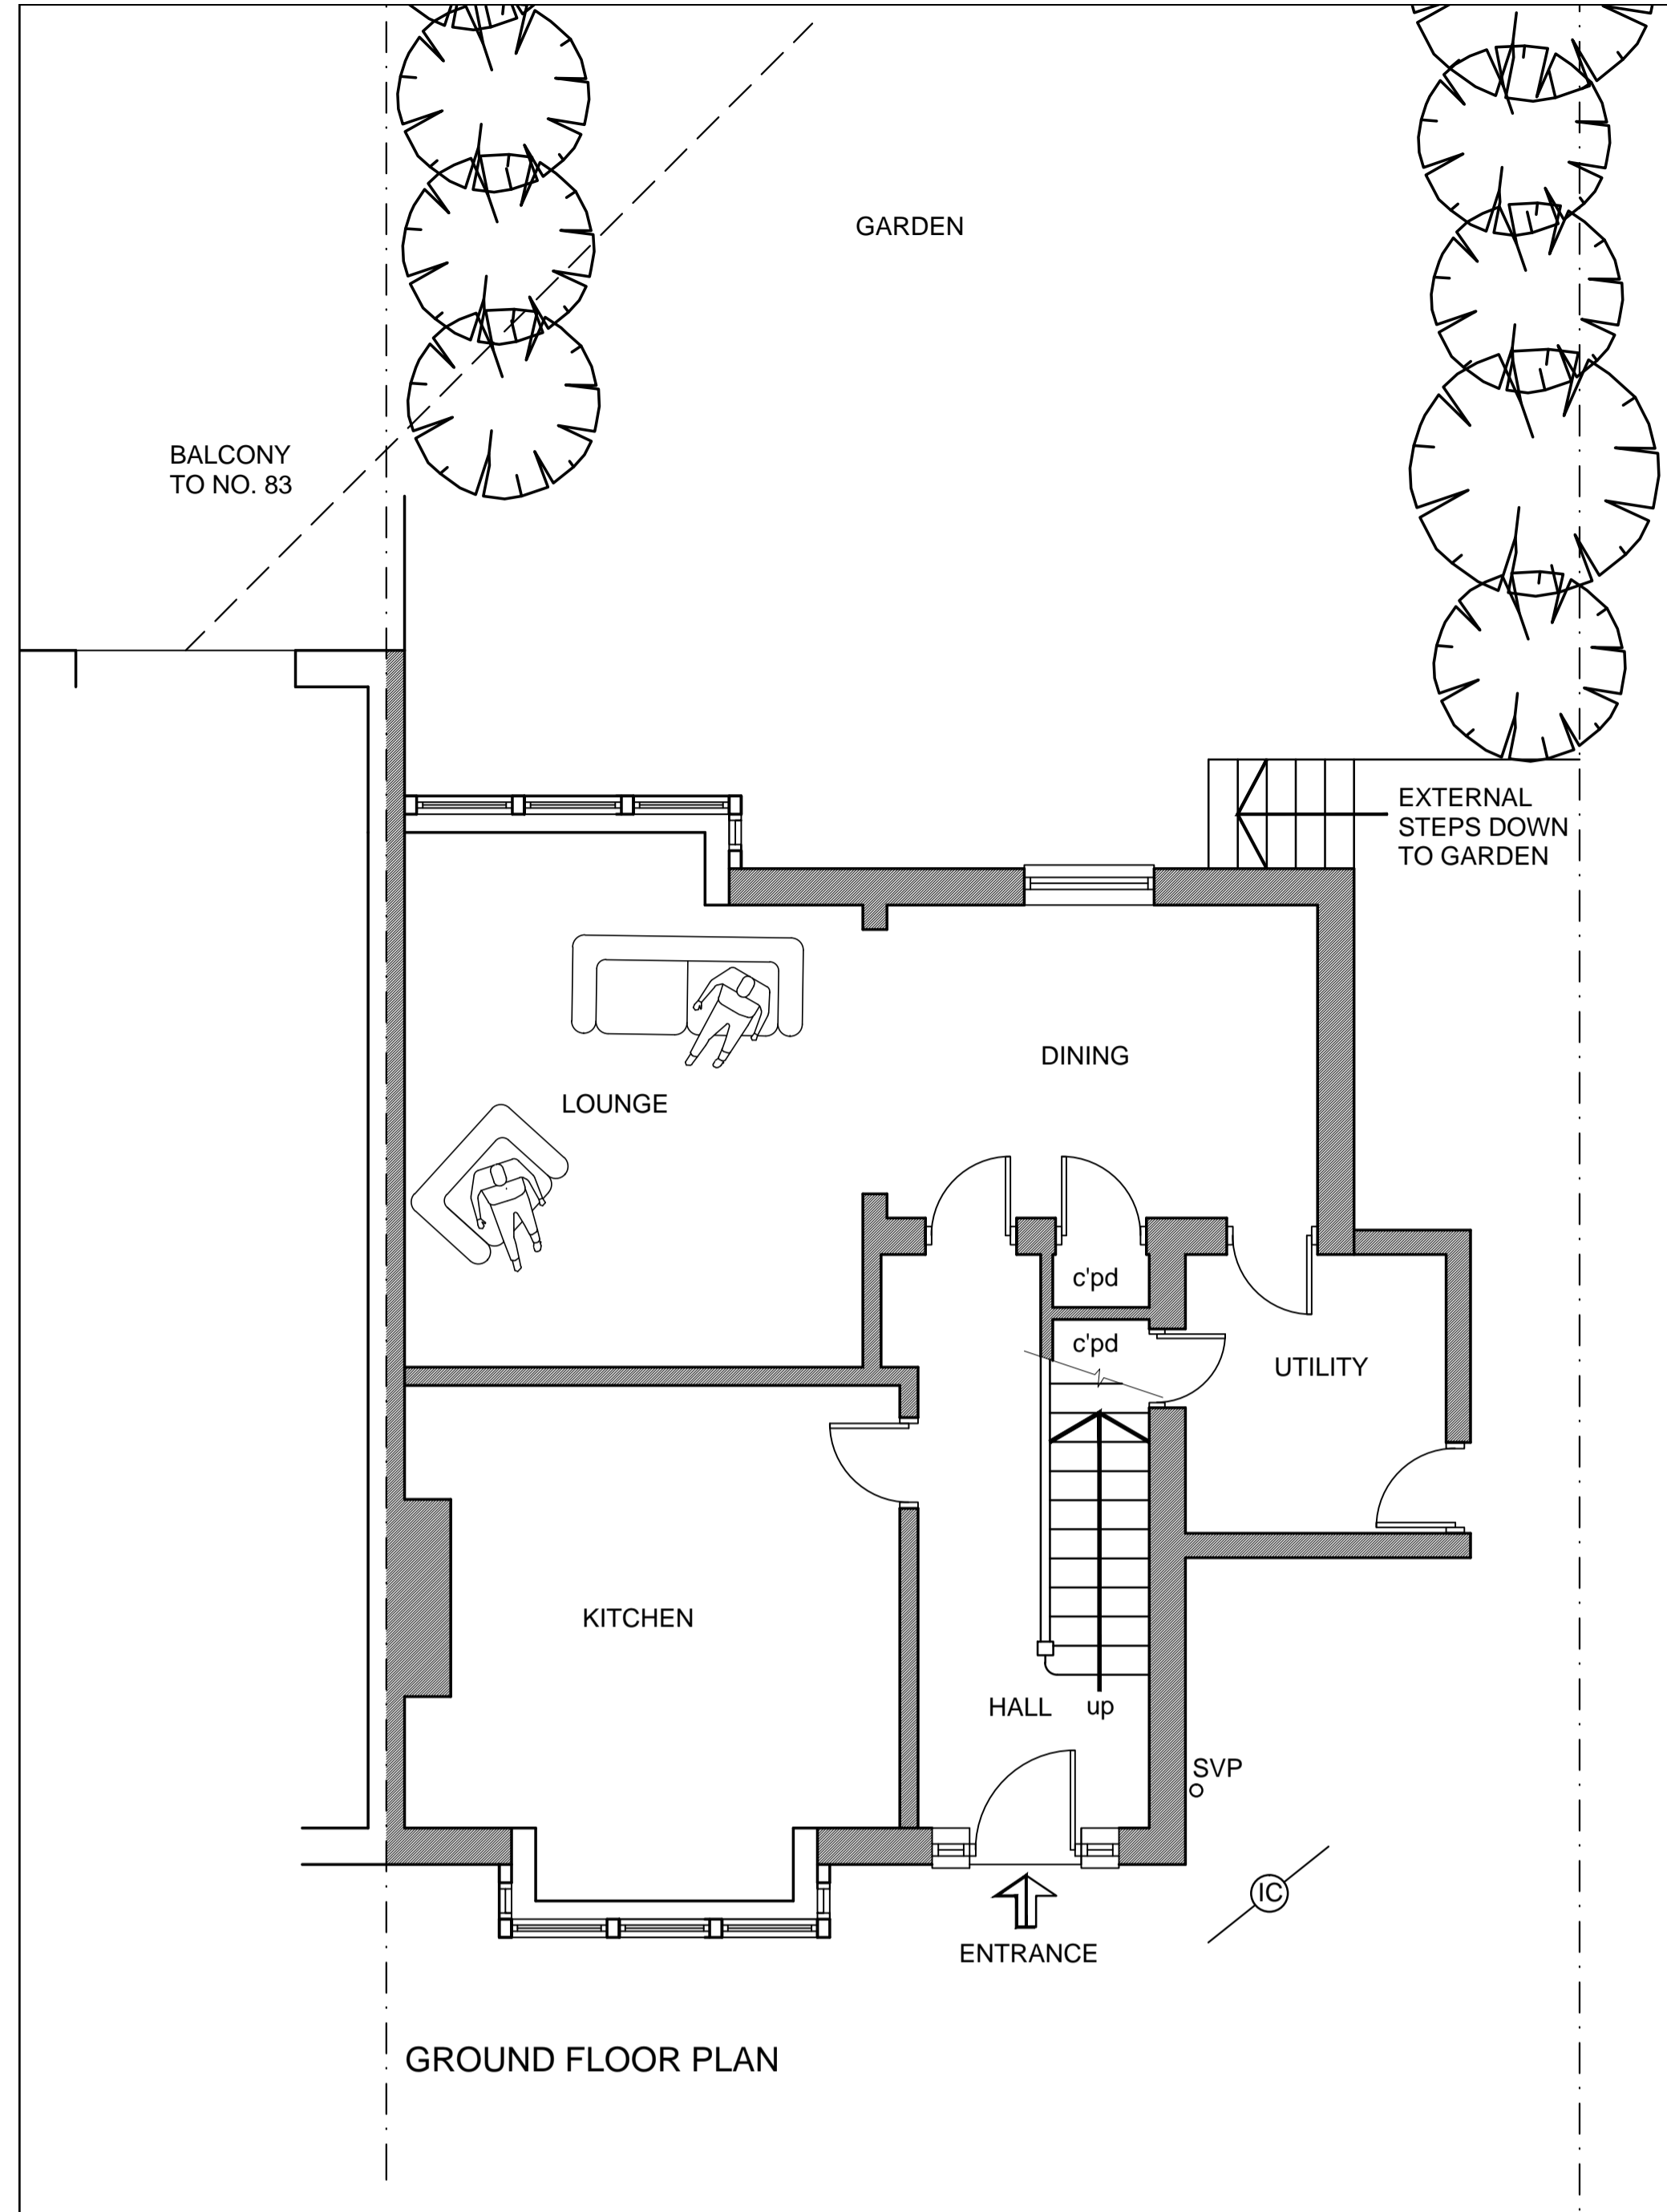 GARDEN
BALCONY
TO NO. 83
EXTERNAL
STEPS DOWN
TO GARDEN
DINING
LOUNGE
c'pd
c'pd
UTILITY
KITCHEN
HALL
up
SVP
IC
ENTRANCE
GROUND FLOOR PLAN